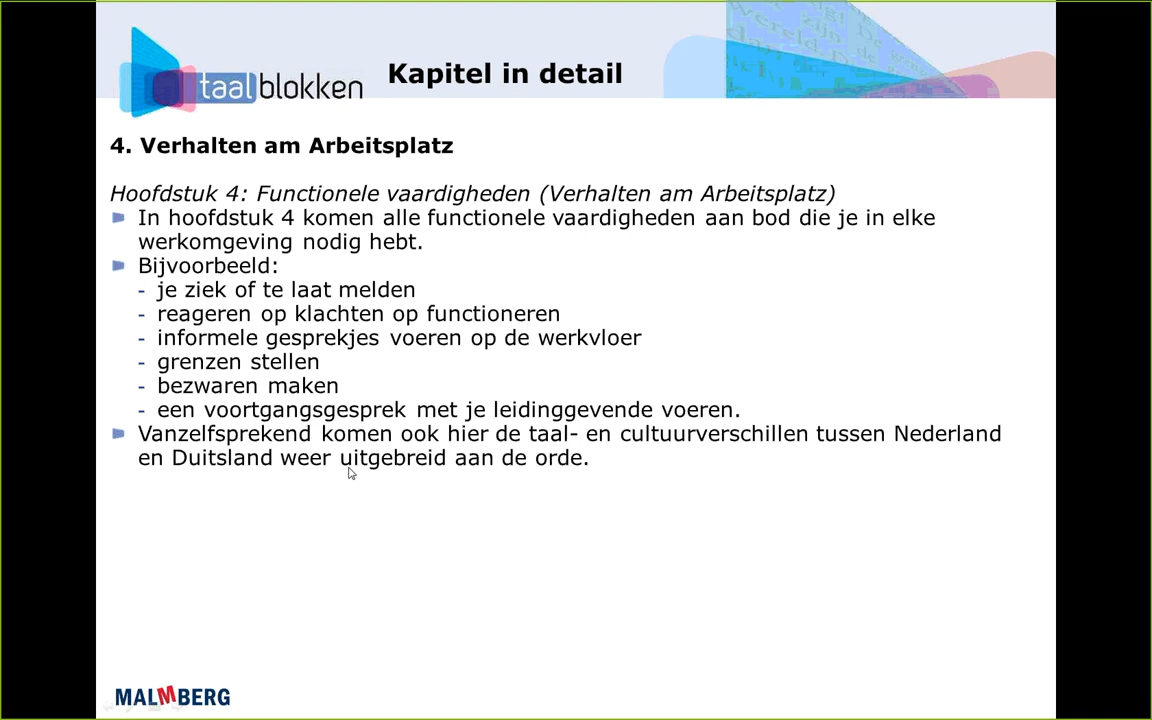 taalblokken
Kapitel in detail
4. Verhalten am Arbeitsplatz
Hoofdstuk 4: Functionele vaardigheden (Verhalten am Arbeitsplatz)
In hoofdstuk 4 komen alle functionele vaardigheden aan bod die je in elke
werkomgeving nodig hebt.
Bijvoorbeeld:
- je ziek of te laat melden
- reageren op klachten op functioneren
- informele gesprekjes voeren op de werkvloer
- grenzen stellen
- bezwaren maken
- een voortgangsgesprek met je leidinggevende voeren.
Vanzelfsprekend komen ook hier de taal- en cultuurverschillen tussen Nederland
en Duitsland weer uitgebreid aan de orde.
MALMBERG